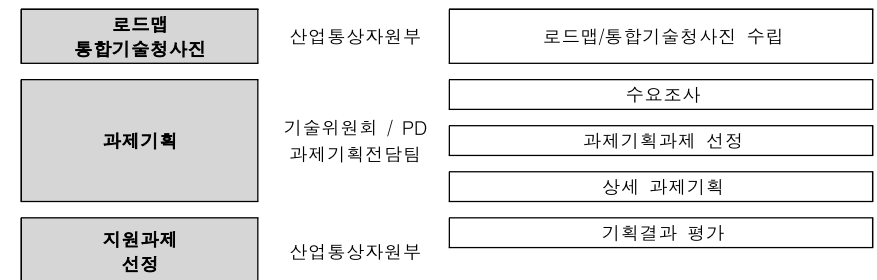 로드맵
통합기술청사진
산업통상자원부
로드맵/통합기술청사진 수립
과제기획
기술위원회 / PD
과제기획전담팀
수요조사
과제기획과제 선정
상세 과제기획
지원과제
선정
산업통상자원부
기획결과 평가